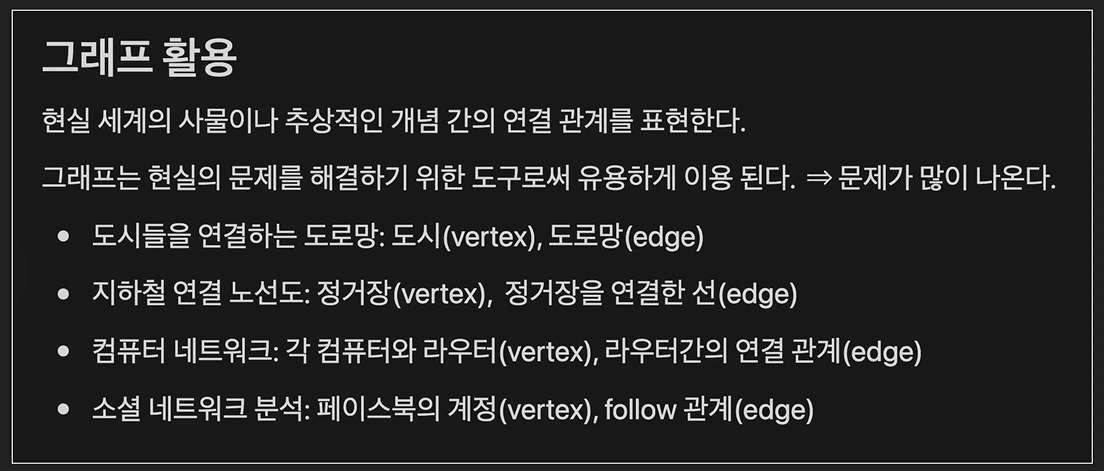 그래프 활용
현실 세계의 사물이나 추상적인 개념 간의 연결 관계를 표현한다.
그래프는 현실의 문제를 해결하기 위한 도구로써 유용하게 이용 된다. ⇒ 문제가 많이 나온다.
• 도시들을 연결하는 도로망: 도시(vertex), 도로망(edge)
• 지하철 연결 노선도: 정거장(vertex), 정거장을 연결한 선(edge)
• 컴퓨터 네트워크: 각 컴퓨터와 라우터(vertex), 라우터간의 연결 관계(edge)
• 소셜 네트워크 분석: 페이스북의 계정(vertex), follow 관계(edge)